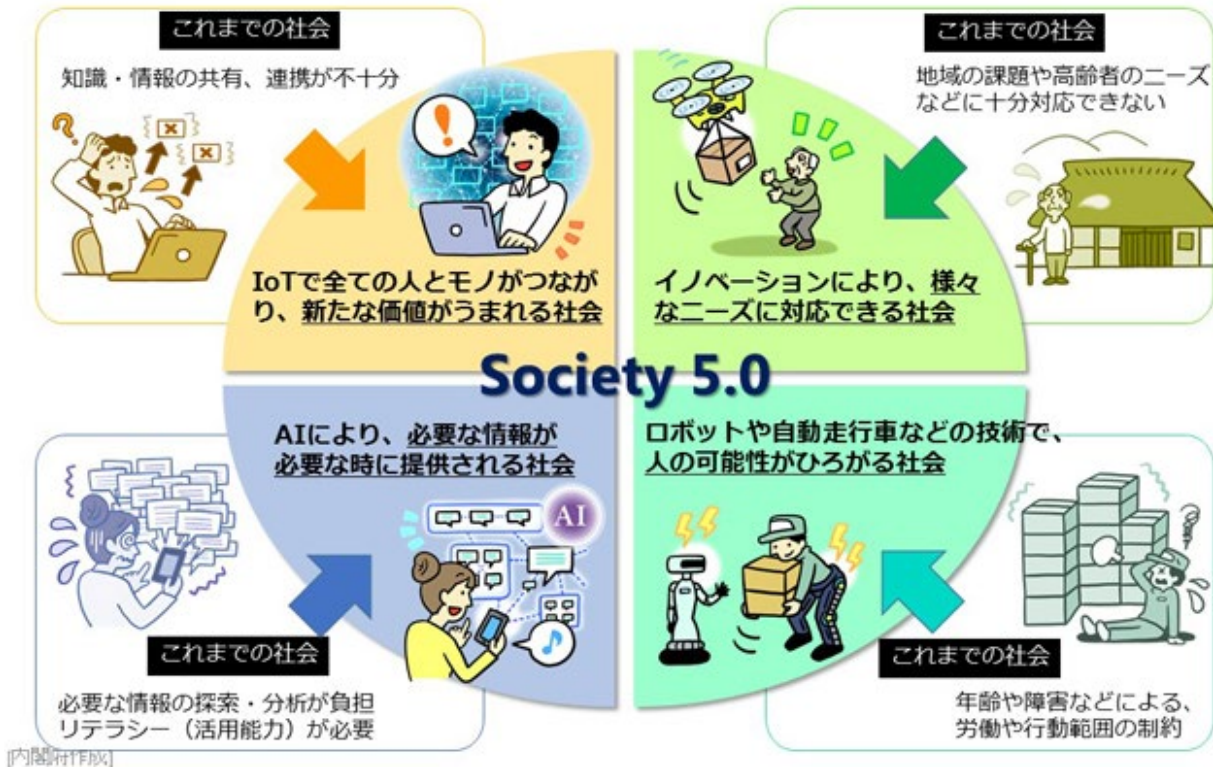 これまでの社会
知識・情報の共有、連携が不十分
IoTで全ての人とモノがつなが
り、新たな価値がうまれる社会
これまでの社会
地域の課題や高齢者のニーズ
などに十分対応できない
イノベーションにより、様々
なニーズに対応できる社会
Society 5.0
AIにより、必要な情報が
必要な時に提供される社会
AI
これまでの社会
必要な情報の探索・分析が負担
リテラシー（活用能力）が必要
ロボットや自動走行車などの技術で、
人の可能性がひろがる社会
これまでの社会
年齢や障害などによる、
労働や行動範囲の制約
[内閣府作成]